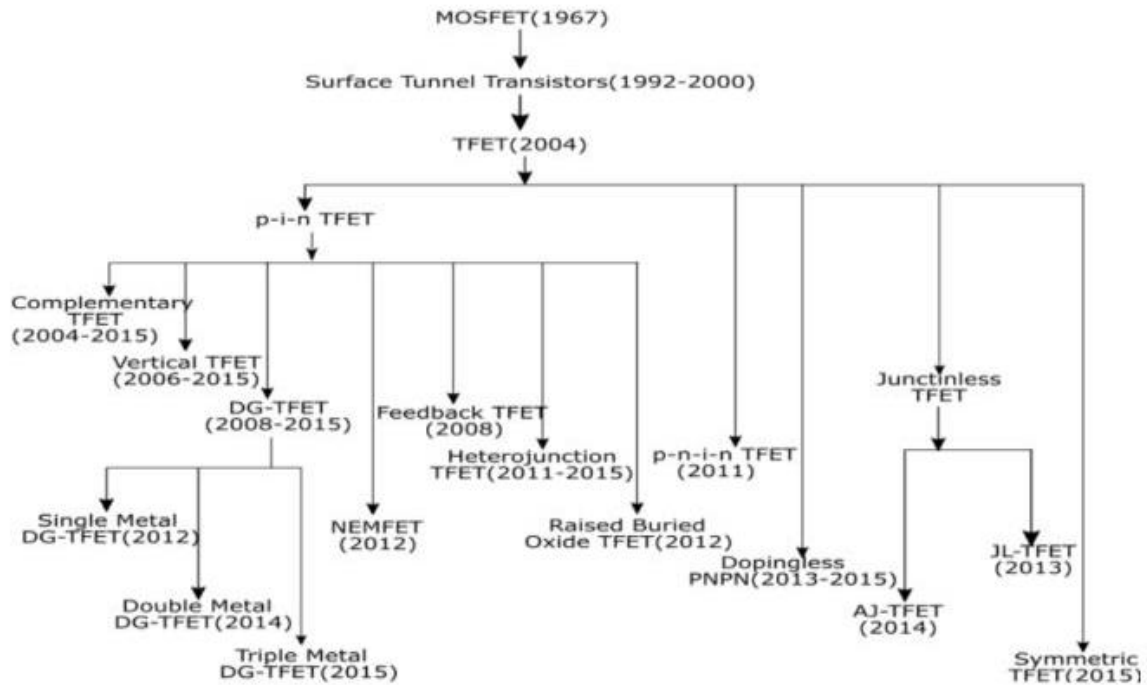 MOSFET(1967)
Surface Tunnel Transistors(1992-2000)
TFET(2004)
p-i-n TFET
Complementary
TFET
(2004-2015)
Vertical TFET
(2006-2015)
DG-TFET
(2008-2015)
Single Metal
DG-TFET(2012)
Double Metal
DG-TFET(2014)
Triple Metal
DG-TFET(2015)
NEMFET
(2012)
Feedback TFET
(2008)
Heterojunction
TFET(2011-2015)
Raised Buried
Oxide TFET(2012)
p-n-i-n TFET
(2011)
Dopingless
PNPN(2013-2015)
Junctinless
TFET
AJ-TFET
(2014)
JL-TFET
(2013)
Symmetric
TFET(2015)